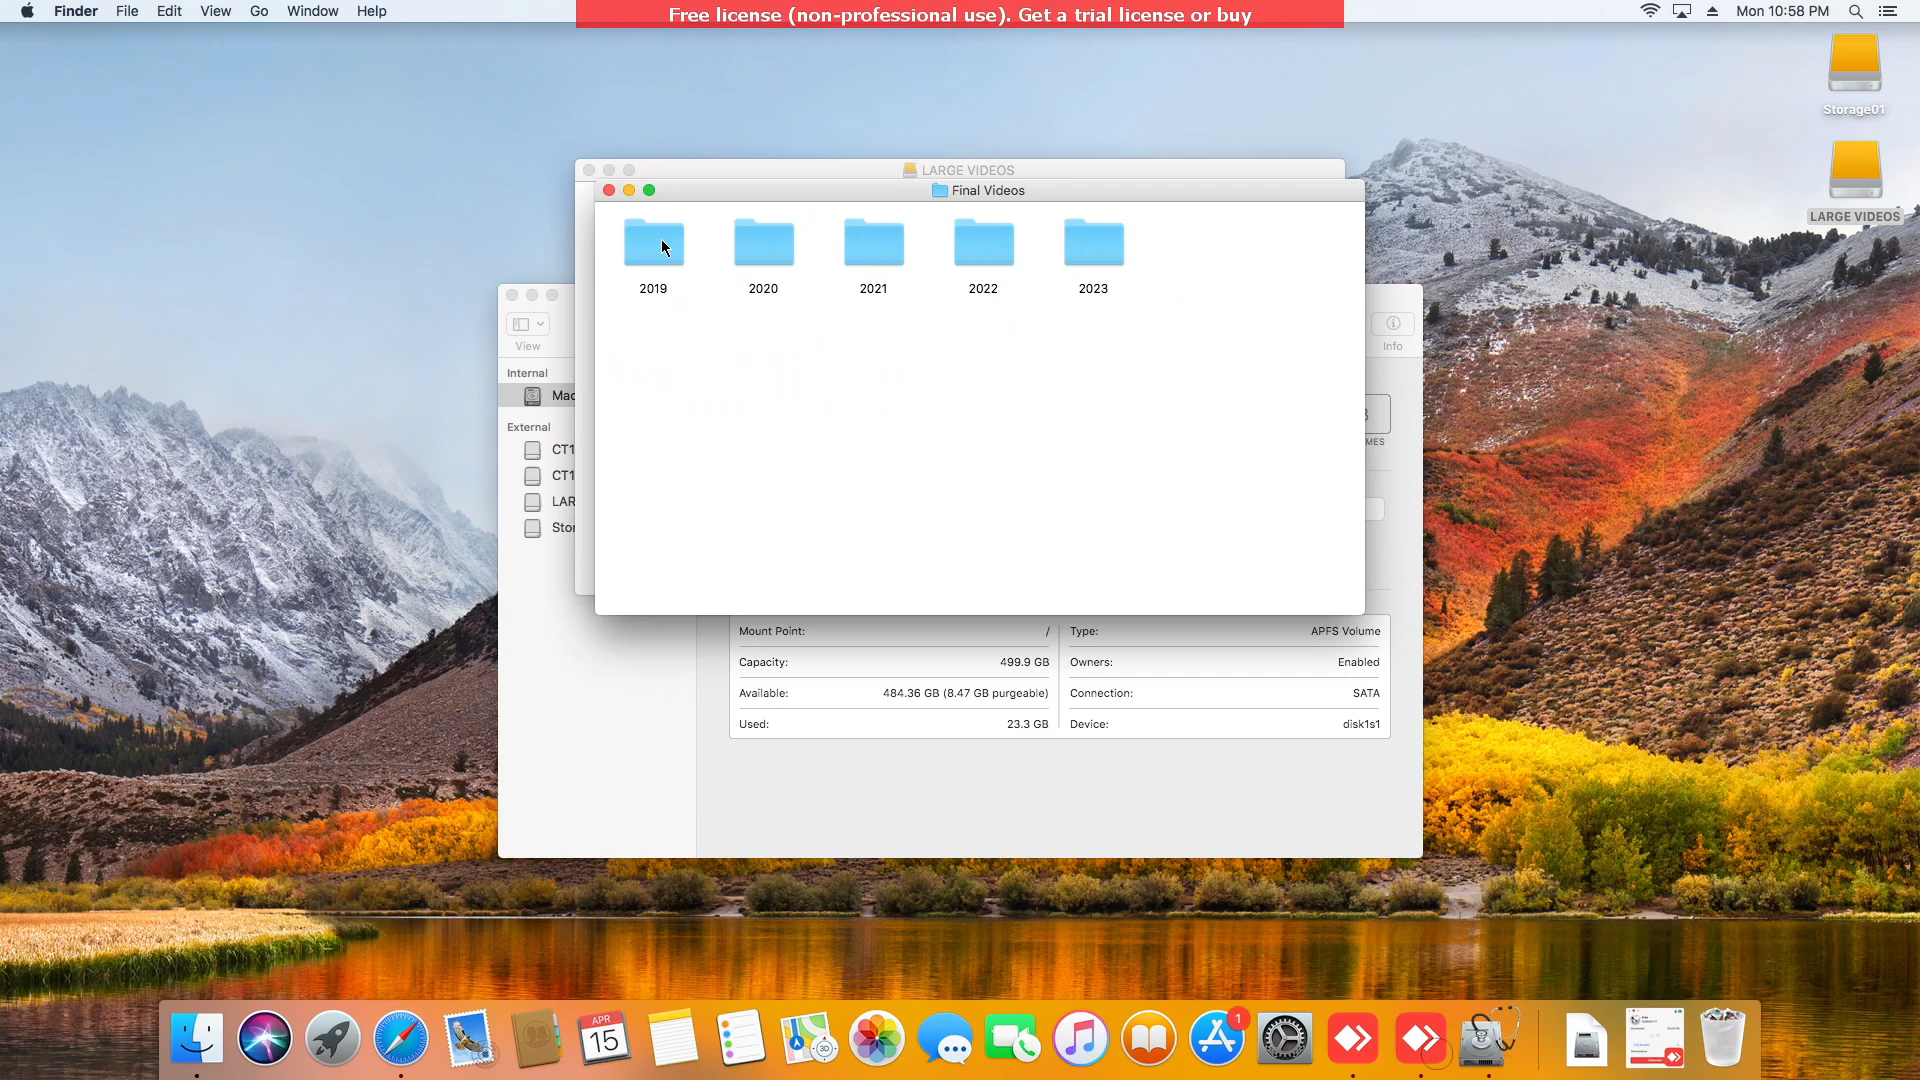 Finder File Edit View Go Window Help
Free license (non-professional use). Get a trial license or buy
Mon 10:58 PM
Storage01
LARGE VIDEOS
LARGE VIDEOS
Final Videos
2019 2020 2021 2022 2023
View
Info
Internal
Mac
External
CT1
CT1
LAR
Stor
MES
Mount Point: /
Type: APFS Volume
Capacity: 499.9 GB
Owners: Enabled
Available: 484.36 GB (8.47 GB purgeable)
Connection: SATA
Used: 23.3 GB
Device: disk1s1
APR
15
3D
1